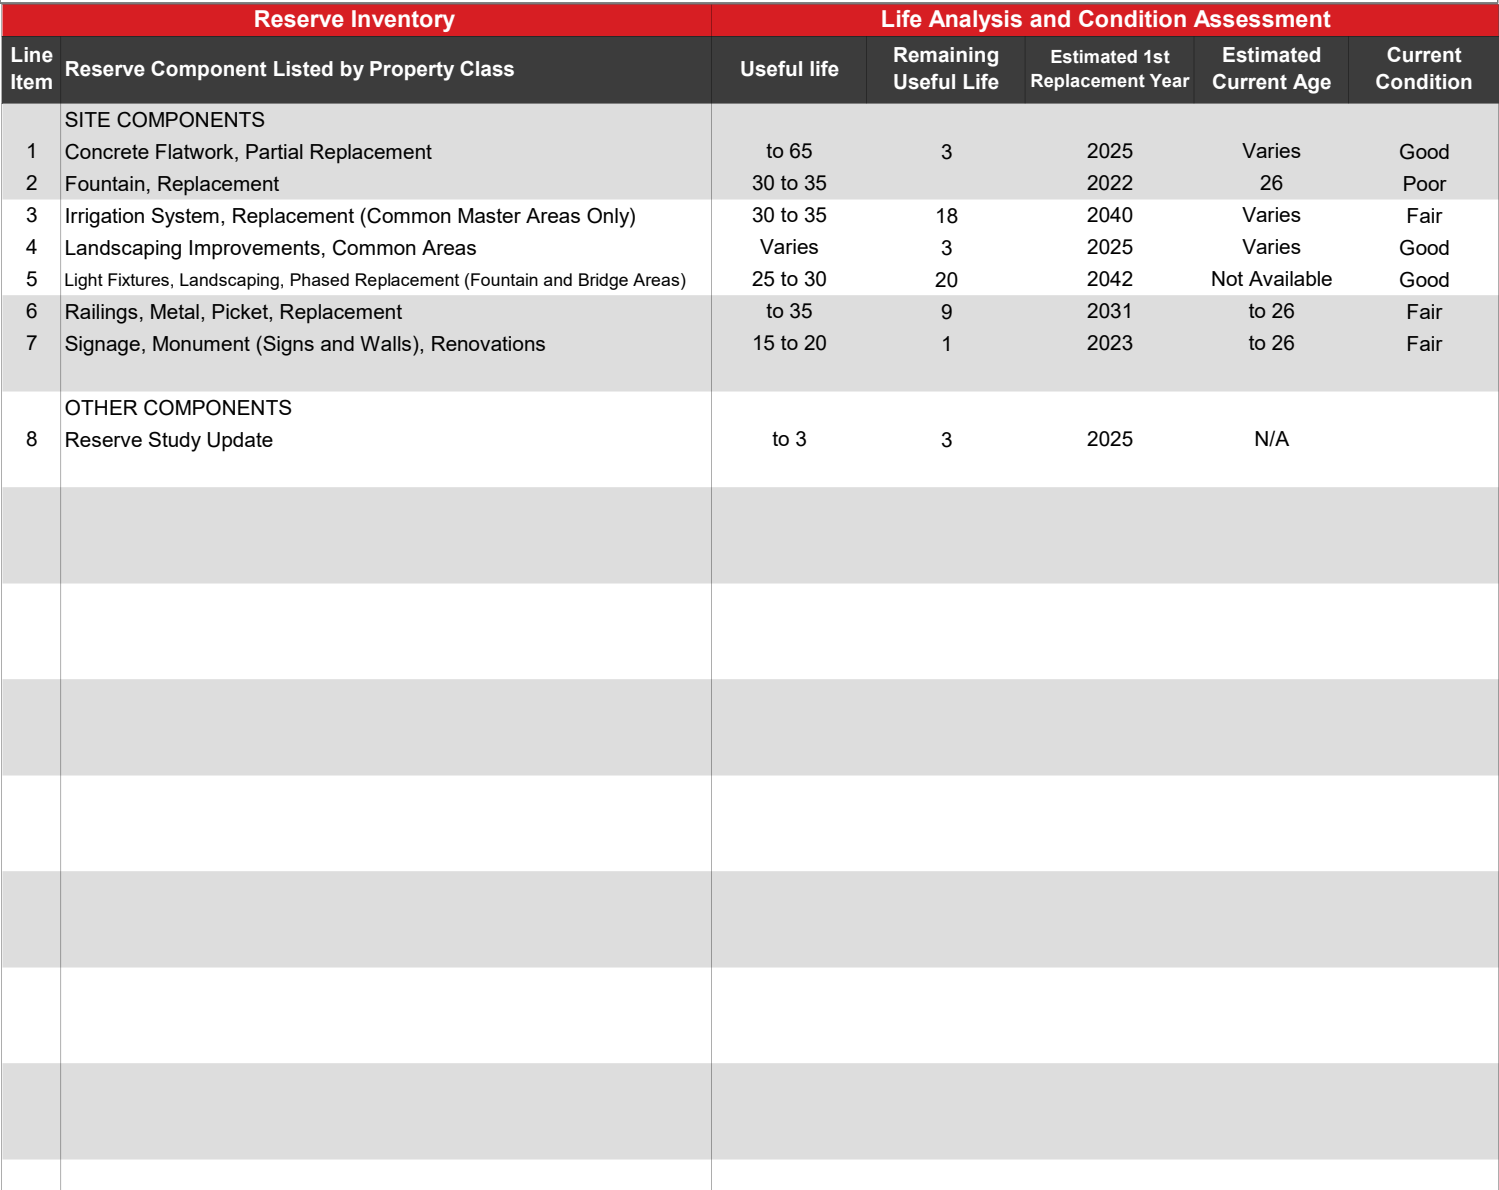 Reserve Inventory Life Analysis and Condition Assessment
Line Item Reserve Component Listed by Property Class Useful life Remaining Useful Life Estimated 1st Replacement Year Estimated Current Age Current Condition
SITE COMPONENTS
1 Concrete Flatwork, Partial Replacement to 65 3 2025 Varies Good
2 Fountain, Replacement 30 to 35 2022 26 Poor
3 Irrigation System, Replacement (Common Master Areas Only) 30 to 35 18 2040 Varies Fair
4 Landscaping Improvements, Common Areas Varies 3 2025 Varies Good
5 Light Fixtures, Landscaping, Phased Replacement (Fountain and Bridge Areas) 25 to 30 20 2042 Not Available Good
6 Railings, Metal, Picket, Replacement to 35 9 2031 to 26 Fair
7 Signage, Monument (Signs and Walls), Renovations 15 to 20 1 2023 to 26 Fair
OTHER COMPONENTS
8 Reserve Study Update to 3 3 2025 N/A